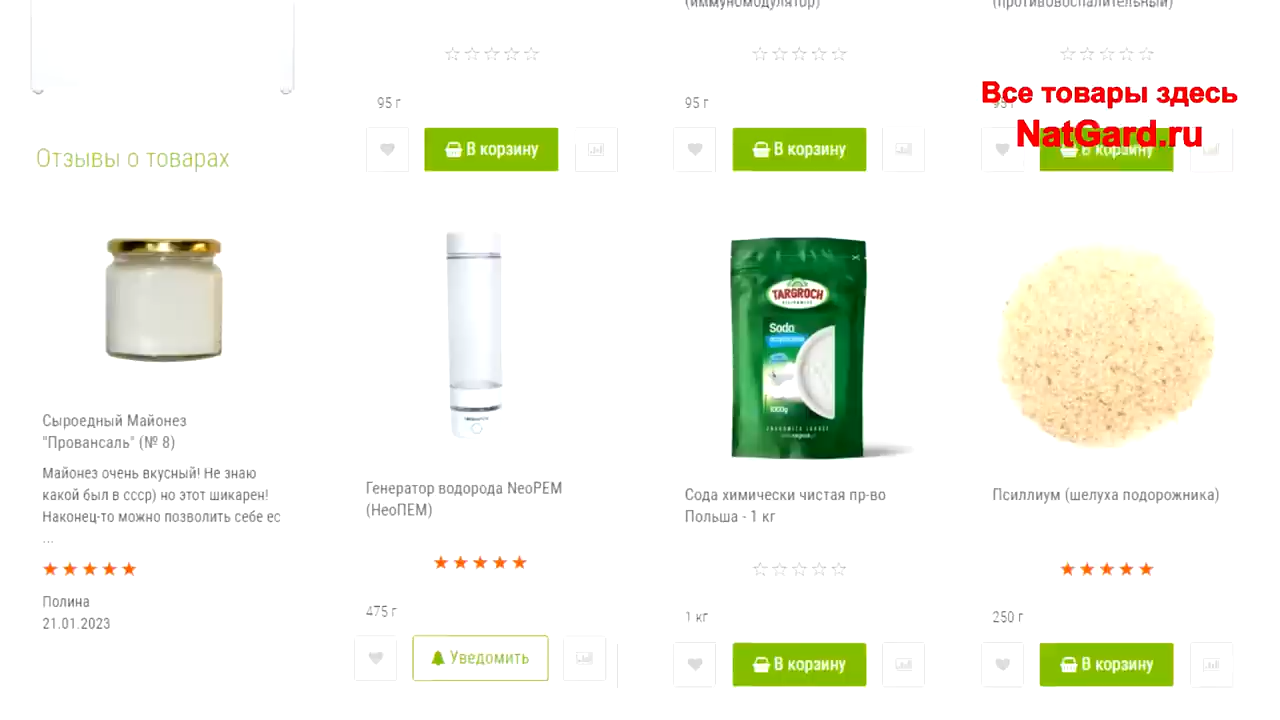 (иммуномодулятор)
(противовоспалительный)
95 г
95 г
95 г
Все товары здесь
NatGard.ru
В корзину
В корзину
В корзину
Отзывы о товарах
TARGROCH
Soda
1000g
Сыроедный Майонез
"Провансаль" (№ 8)
Майонез очень вкусный! Не знаю
какой был в ссср) но этот шикарен!
Наконец-то можно позволить себе ес
...
Полина
21.01.2023
Генератор водорода NeoPEM
(НеоПЕМ)
475 г
Уведомить
Сода химически чистая пр-во
Польша - 1 кг
1 кг
В корзину
Псиллиум (шелуха подорожника)
250 г
В корзину